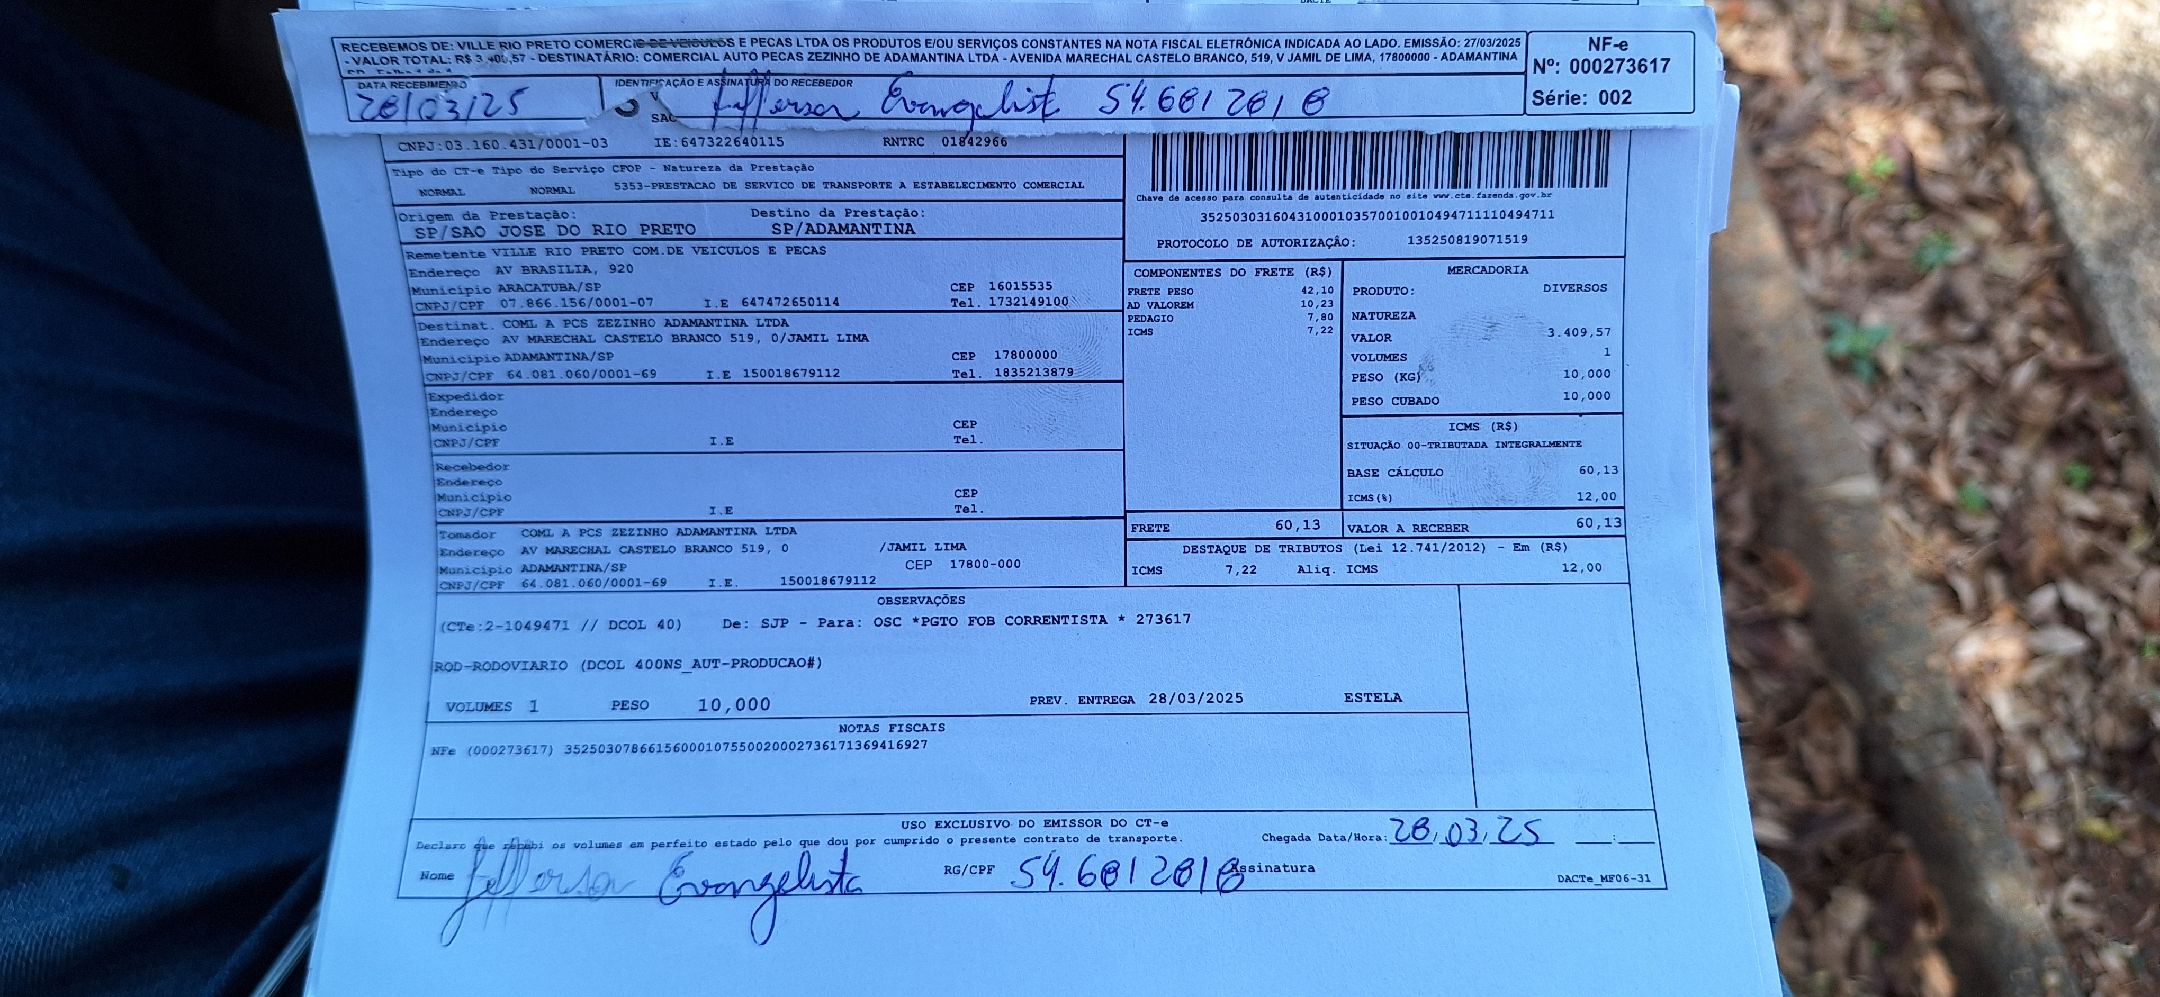 RECEBEMOS DE: VILLE RIO PRETO COMERCIO DE VEICULOS E PECAS LTDA OS PRODUTOS E/OU SERVIÇOS CONSTANTES NA NOTA FISCAL ELETRÔNICA INDICADA AO LADO. EMISSÃO: 27/03/2025
- VALOR TOTAL: R$ 3.409,57 - DESTINATÁRIO: COMERCIAL AUTO PECAS ZEZINHO DE ADAMANTINA LTDA - AVENIDA MARECHAL CASTELO BRANCO, 519, V JAMIL DE LIMA, 17800000 - ADAMANTINA
NF-e
Nº: 000273617
Série: 002
DATA RECEBIMENTO
28/03/25
IDENTIFICAÇÃO E ASSINATURA DO RECEBEDOR
Jefferson Evangelista 54.6812818
CNPJ:03.160.431/0001-03 IE:647322640115 RNTRC 01842966
Tipo do CT-e Tipo do Serviço CFOP - Natureza da Prestação
NORMAL NORMAL 5353-PRESTACAO DE SERVICO DE TRANSPORTE A ESTABELECIMENTO COMERCIAL
Origem da Prestação: Destino da Prestação:
SP/SAO JOSE DO RIO PRETO SP/ADAMANTINA
Remetente VILLE RIO PRETO COM.DE VEICULOS E PECAS
Endereço AV BRASILIA, 920
Município ARACATUBA/SP CEP 16015535
CNPJ/CPF 07.866.156/0001-07 I.E 647472650114 Tel. 1732149100
Destinat. COML A PCS ZEZINHO ADAMANTINA LTDA
Endereço AV MARECHAL CASTELO BRANCO 519, 0/JAMIL LIMA
Município ADAMANTINA/SP CEP 17800000
CNPJ/CPF 64.081.060/0001-69 I.E 150018679112 Tel. 1835213879
Expedidor
Endereço
Município CEP
CNPJ/CPF I.E Tel.
Recebedor
Endereço
Município CEP
CNPJ/CPF I.E Tel.
Tomador COML A PCS ZEZINHO ADAMANTINA LTDA
Endereço AV MARECHAL CASTELO BRANCO 519, 0 /JAMIL LIMA
Município ADAMANTINA/SP CEP 17800-000
CNPJ/CPF 64.081.060/0001-69 I.E. 150018679112
Chave de acesso para consulta de autenticidade no site www.cte.fazenda.gov.br
35250303160431000103570010010494711110494711
PROTOCOLO DE AUTORIZAÇÃO: 135250819071519
COMPONENTES DO FRETE (R$)
FRETE PESO 42,10
AD VALOREM 10,23
PEDAGIO 7,80
ICMS 7,22
MERCADORIA
PRODUTO: DIVERSOS
NATUREZA
VALOR 3.409,57
VOLUMES 1
PESO (KG) 10,000
PESO CUBADO 10,000
ICMS (R$)
SITUAÇÃO 00-TRIBUTADA INTEGRALMENTE
BASE CÁLCULO 60,13
ICMS(%) 12,00
FRETE 60,13 VALOR A RECEBER 60,13
DESTAQUE DE TRIBUTOS (Lei 12.741/2012) - Em (R$)
ICMS 7,22 Aliq. ICMS 12,00
OBSERVAÇÕES
(CTe:2-1049471 // DCOL 40) De: SJP - Para: OSC *PGTO FOB CORRENTISTA * 273617
ROD-RODOVIARIO (DCOL 400NS_AUT-PRODUCAO#)
VOLUMES 1 PESO 10,000 PREV. ENTREGA 28/03/2025 ESTELA
NOTAS FISCAIS
NFe (000273617) 35250307866156000107550020002736171369416927
USO EXCLUSIVO DO EMISSOR DO CT-e
Declaro que recebi os volumes em perfeito estado pelo que dou por cumprido o presente contrato de transporte. Chegada Data/Hora: 28.03.25 :
Nome Jefferson Evangelista RG/CPF 54.6812818 Assinatura
DACTe_MF06-31